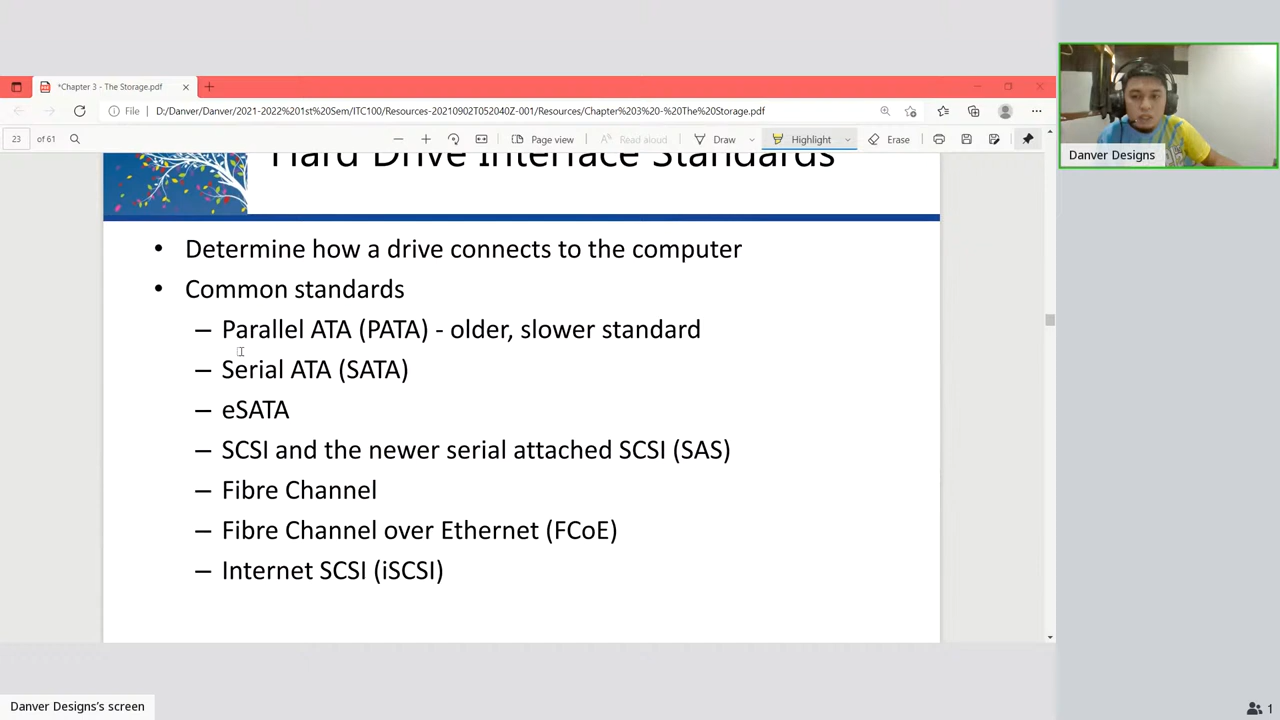 *Chapter 3 - The Storage.pdf
File
D:/Danver/Danver/2021-2022%201st%20Sem/ITC100/Resources-20210902T052040Z-001/Resources/Chapter%203%20-%20The%20Storage.pdf
23
of 61
Page view
Read aloud
Draw
Highlight
Erase
Hard Drive Interface Standards
• Determine how a drive connects to the computer
• Common standards
– Parallel ATA (PATA) - older, slower standard
– Serial ATA (SATA)
– eSATA
– SCSI and the newer serial attached SCSI (SAS)
– Fibre Channel
– Fibre Channel over Ethernet (FCoE)
– Internet SCSI (iSCSI)
Danver Designs
Danver Designs's screen
1